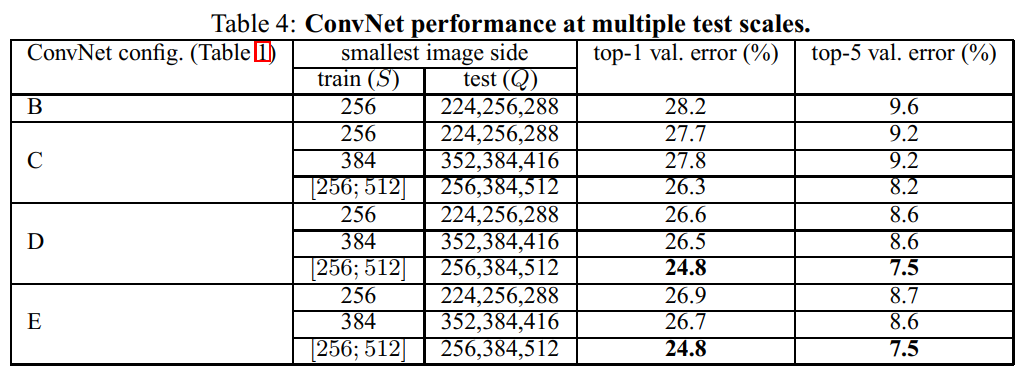 Table 4: ConvNet performance at multiple test scales.
ConvNet config. (Table 1) smallest image side top-1 val. error (%) top-5 val. error (%)
train (S) test (Q)
B 256 224,256,288 28.2 9.6
256 224,256,288 27.7 9.2
C 384 352,384,416 27.8 9.2
[256; 512] 256,384,512 26.3 8.2
256 224,256,288 26.6 8.6
D 384 352,384,416 26.5 8.6
[256; 512] 256,384,512 24.8 7.5
256 224,256,288 26.9 8.7
E 384 352,384,416 26.7 8.6
[256; 512] 256,384,512 24.8 7.5